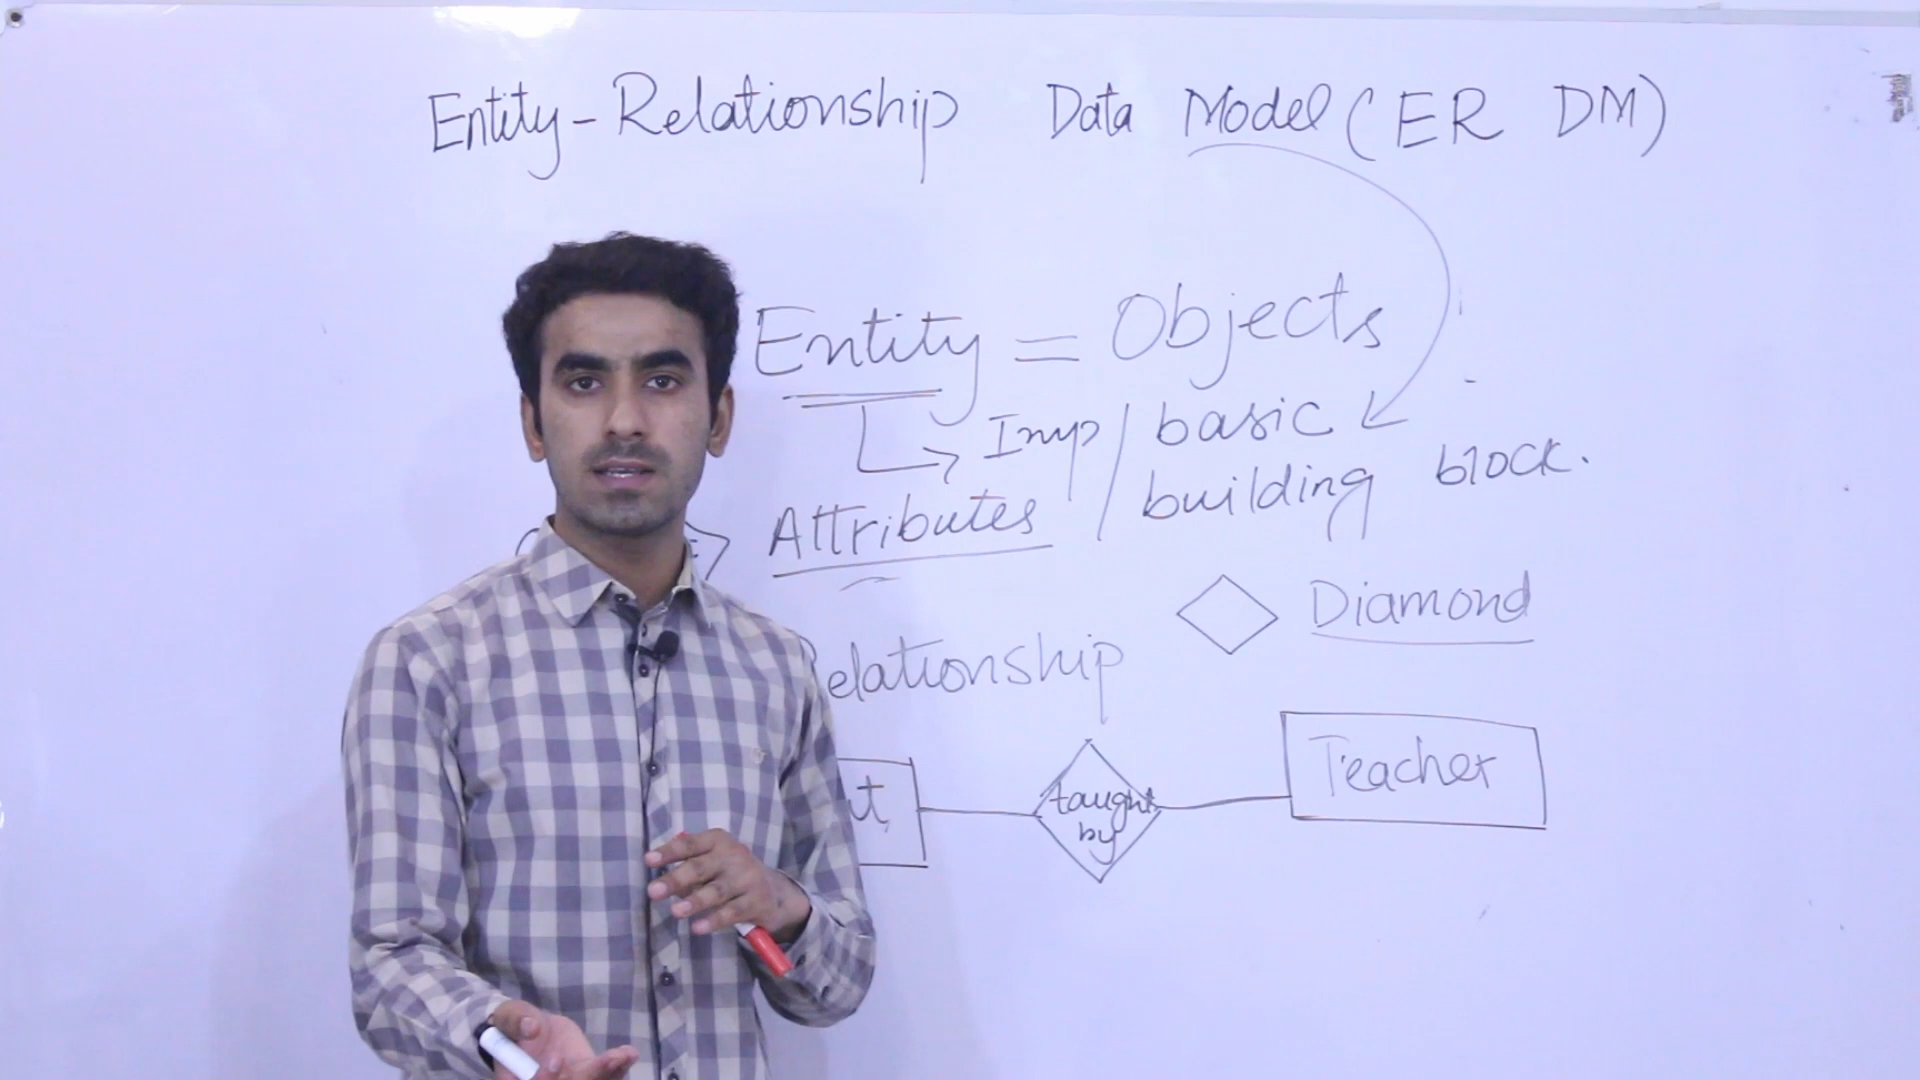 Entity-Relationship Data Model (ER DM)
Entity = Objects
Imp / basic
Attributes / building block.
Diamond
elationship
t
taught
by
Teacher